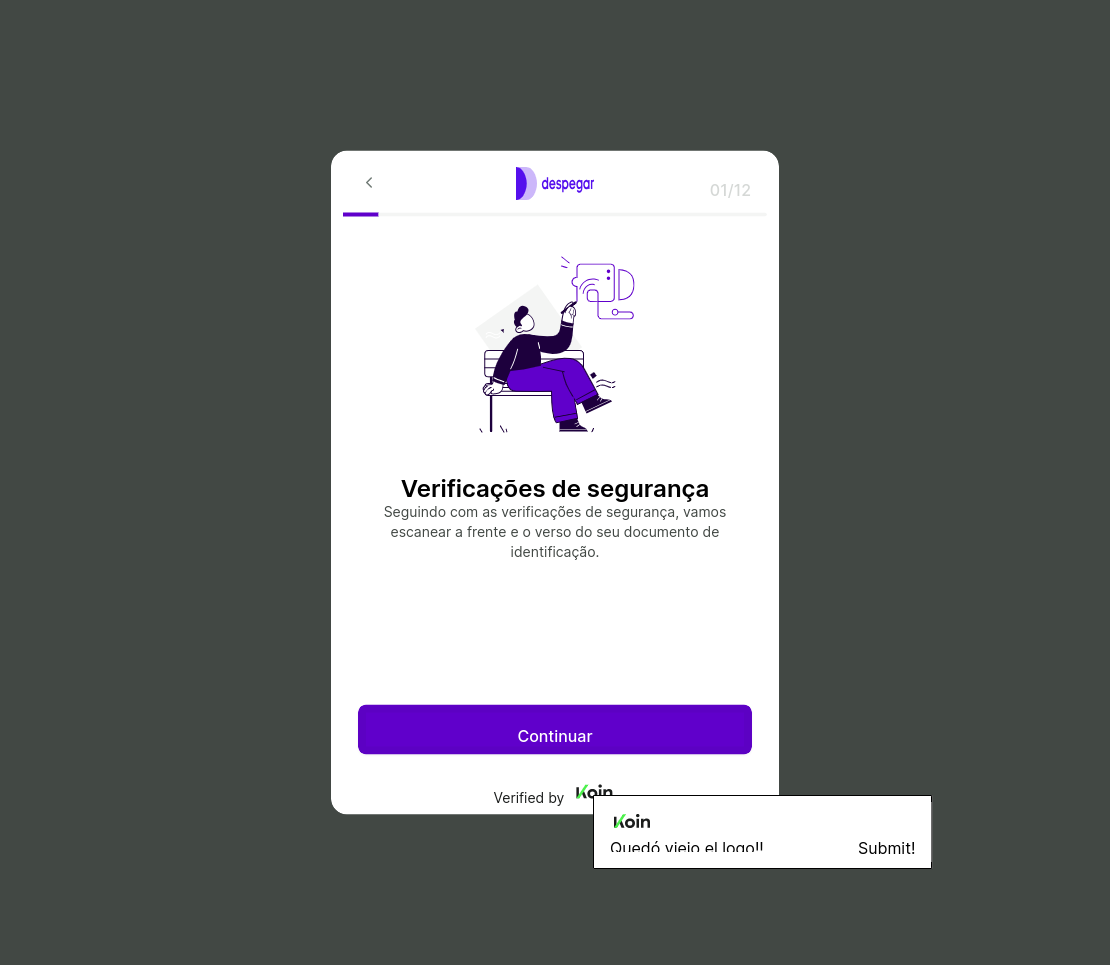 despegar
01/12
Verificações de segurança
Seguindo com as verificações de segurança, vamos
escanear a frente e o verso do seu documento de
identificação.
Continuar
Verified by Koin
Koin
Quedó viejo el logo!! Submit!